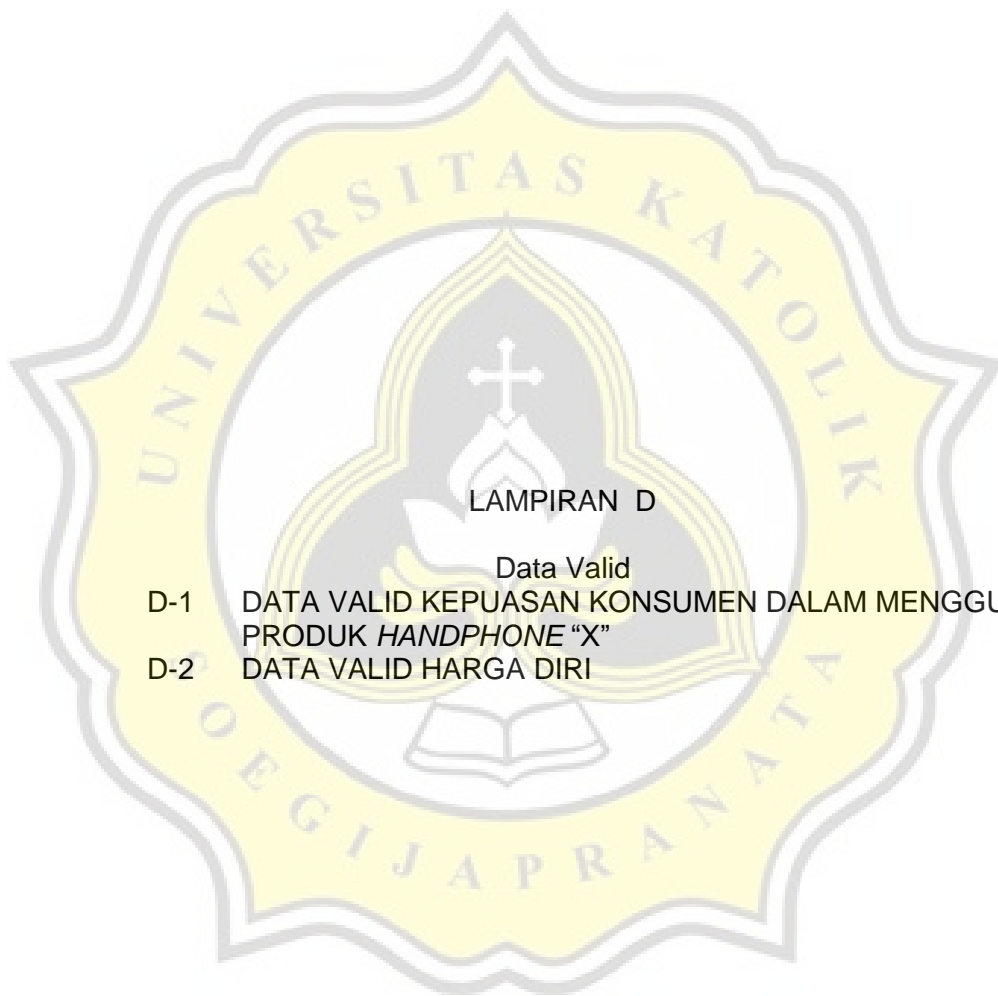 UNIVERSITAS KATOLIK
LAMPIRAN D
Data Valid
D-1 DATA VALID KEPUASAN KONSUMEN DALAM MENGGU
PRODUK HANDPHONE “X”
D-2 DATA VALID HARGA DIRI
SOEGIJAPRANATA